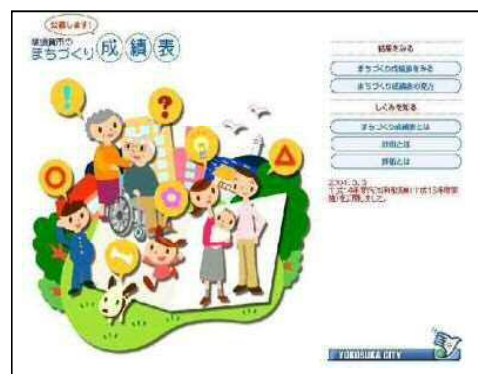 公表します！
横須賀市の
まちづくり成績表
結果をみる
まちづくり成績表をみる
まちづくり成績表の見方
しくみを知る
まちづくり成績表とは
評価とは
YOKOSUKA CITY